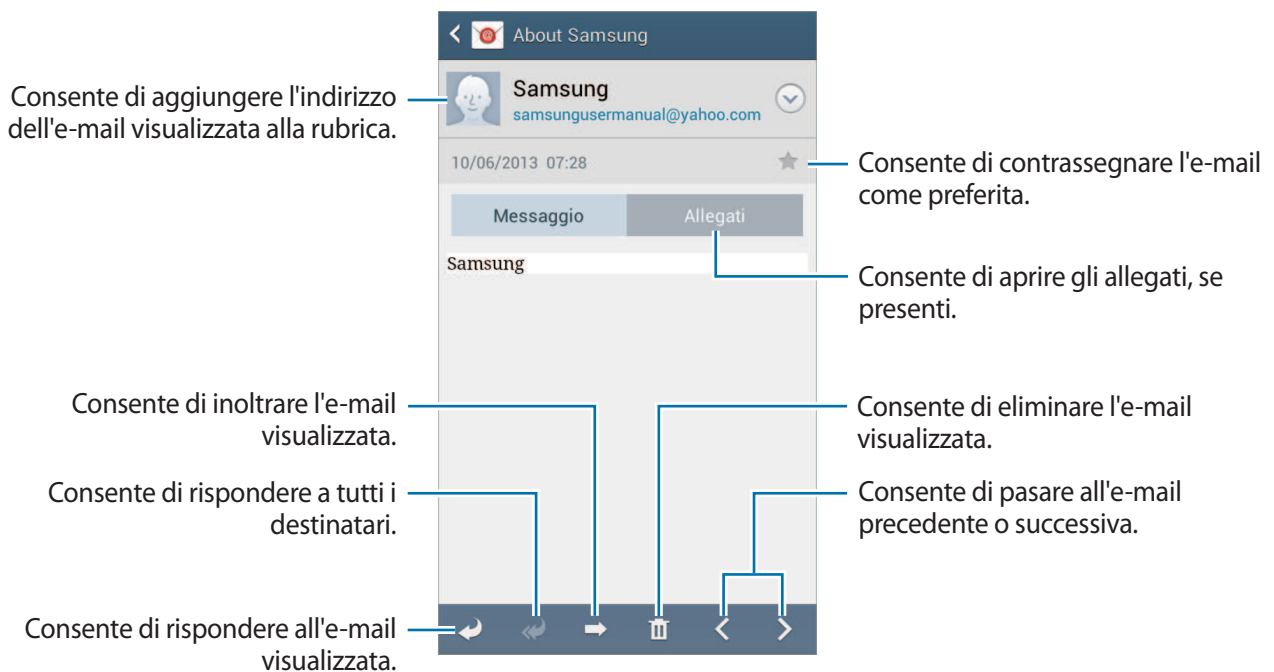 About Samsung
Consente di aggiungere l'indirizzo
dell'e-mail visualizzata alla rubrica.
Samsung
samsungusermanual@yahoo.com
10/06/2013 07:28
Consente di contrassegnare l'e-mail
come preferita.
Messaggio
Allegati
Samsung
Consente di aprire gli allegati, se
presenti.
Consente di inoltrare l'e-mail
visualizzata.
Consente di eliminare l'e-mail
visualizzata.
Consente di rispondere a tutti i
destinatari.
Consente di pasare all'e-mail
precedente o successiva.
Consente di rispondere all'e-mail
visualizzata.